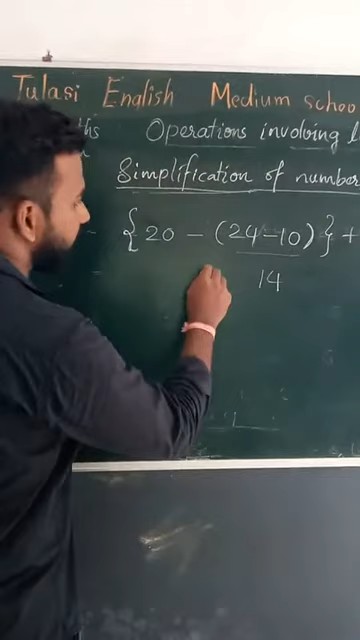 Tulasi English Medium schoo
Operations involving
Simplification of number
{20 - (24-10)} +
14